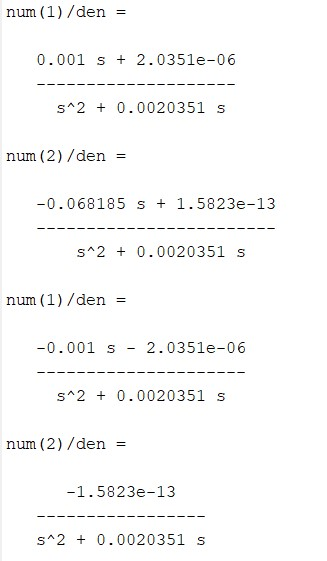 num(1)/den =
0.001 s + 2.0351e-06
--------------------
s^2 + 0.0020351 s
num(2)/den =
-0.068185 s + 1.5823e-13
------------------------
s^2 + 0.0020351 s
num(1)/den =
-0.001 s - 2.0351e-06
---------------------
s^2 + 0.0020351 s
num(2)/den =
-1.5823e-13
-----------------
s^2 + 0.0020351 s